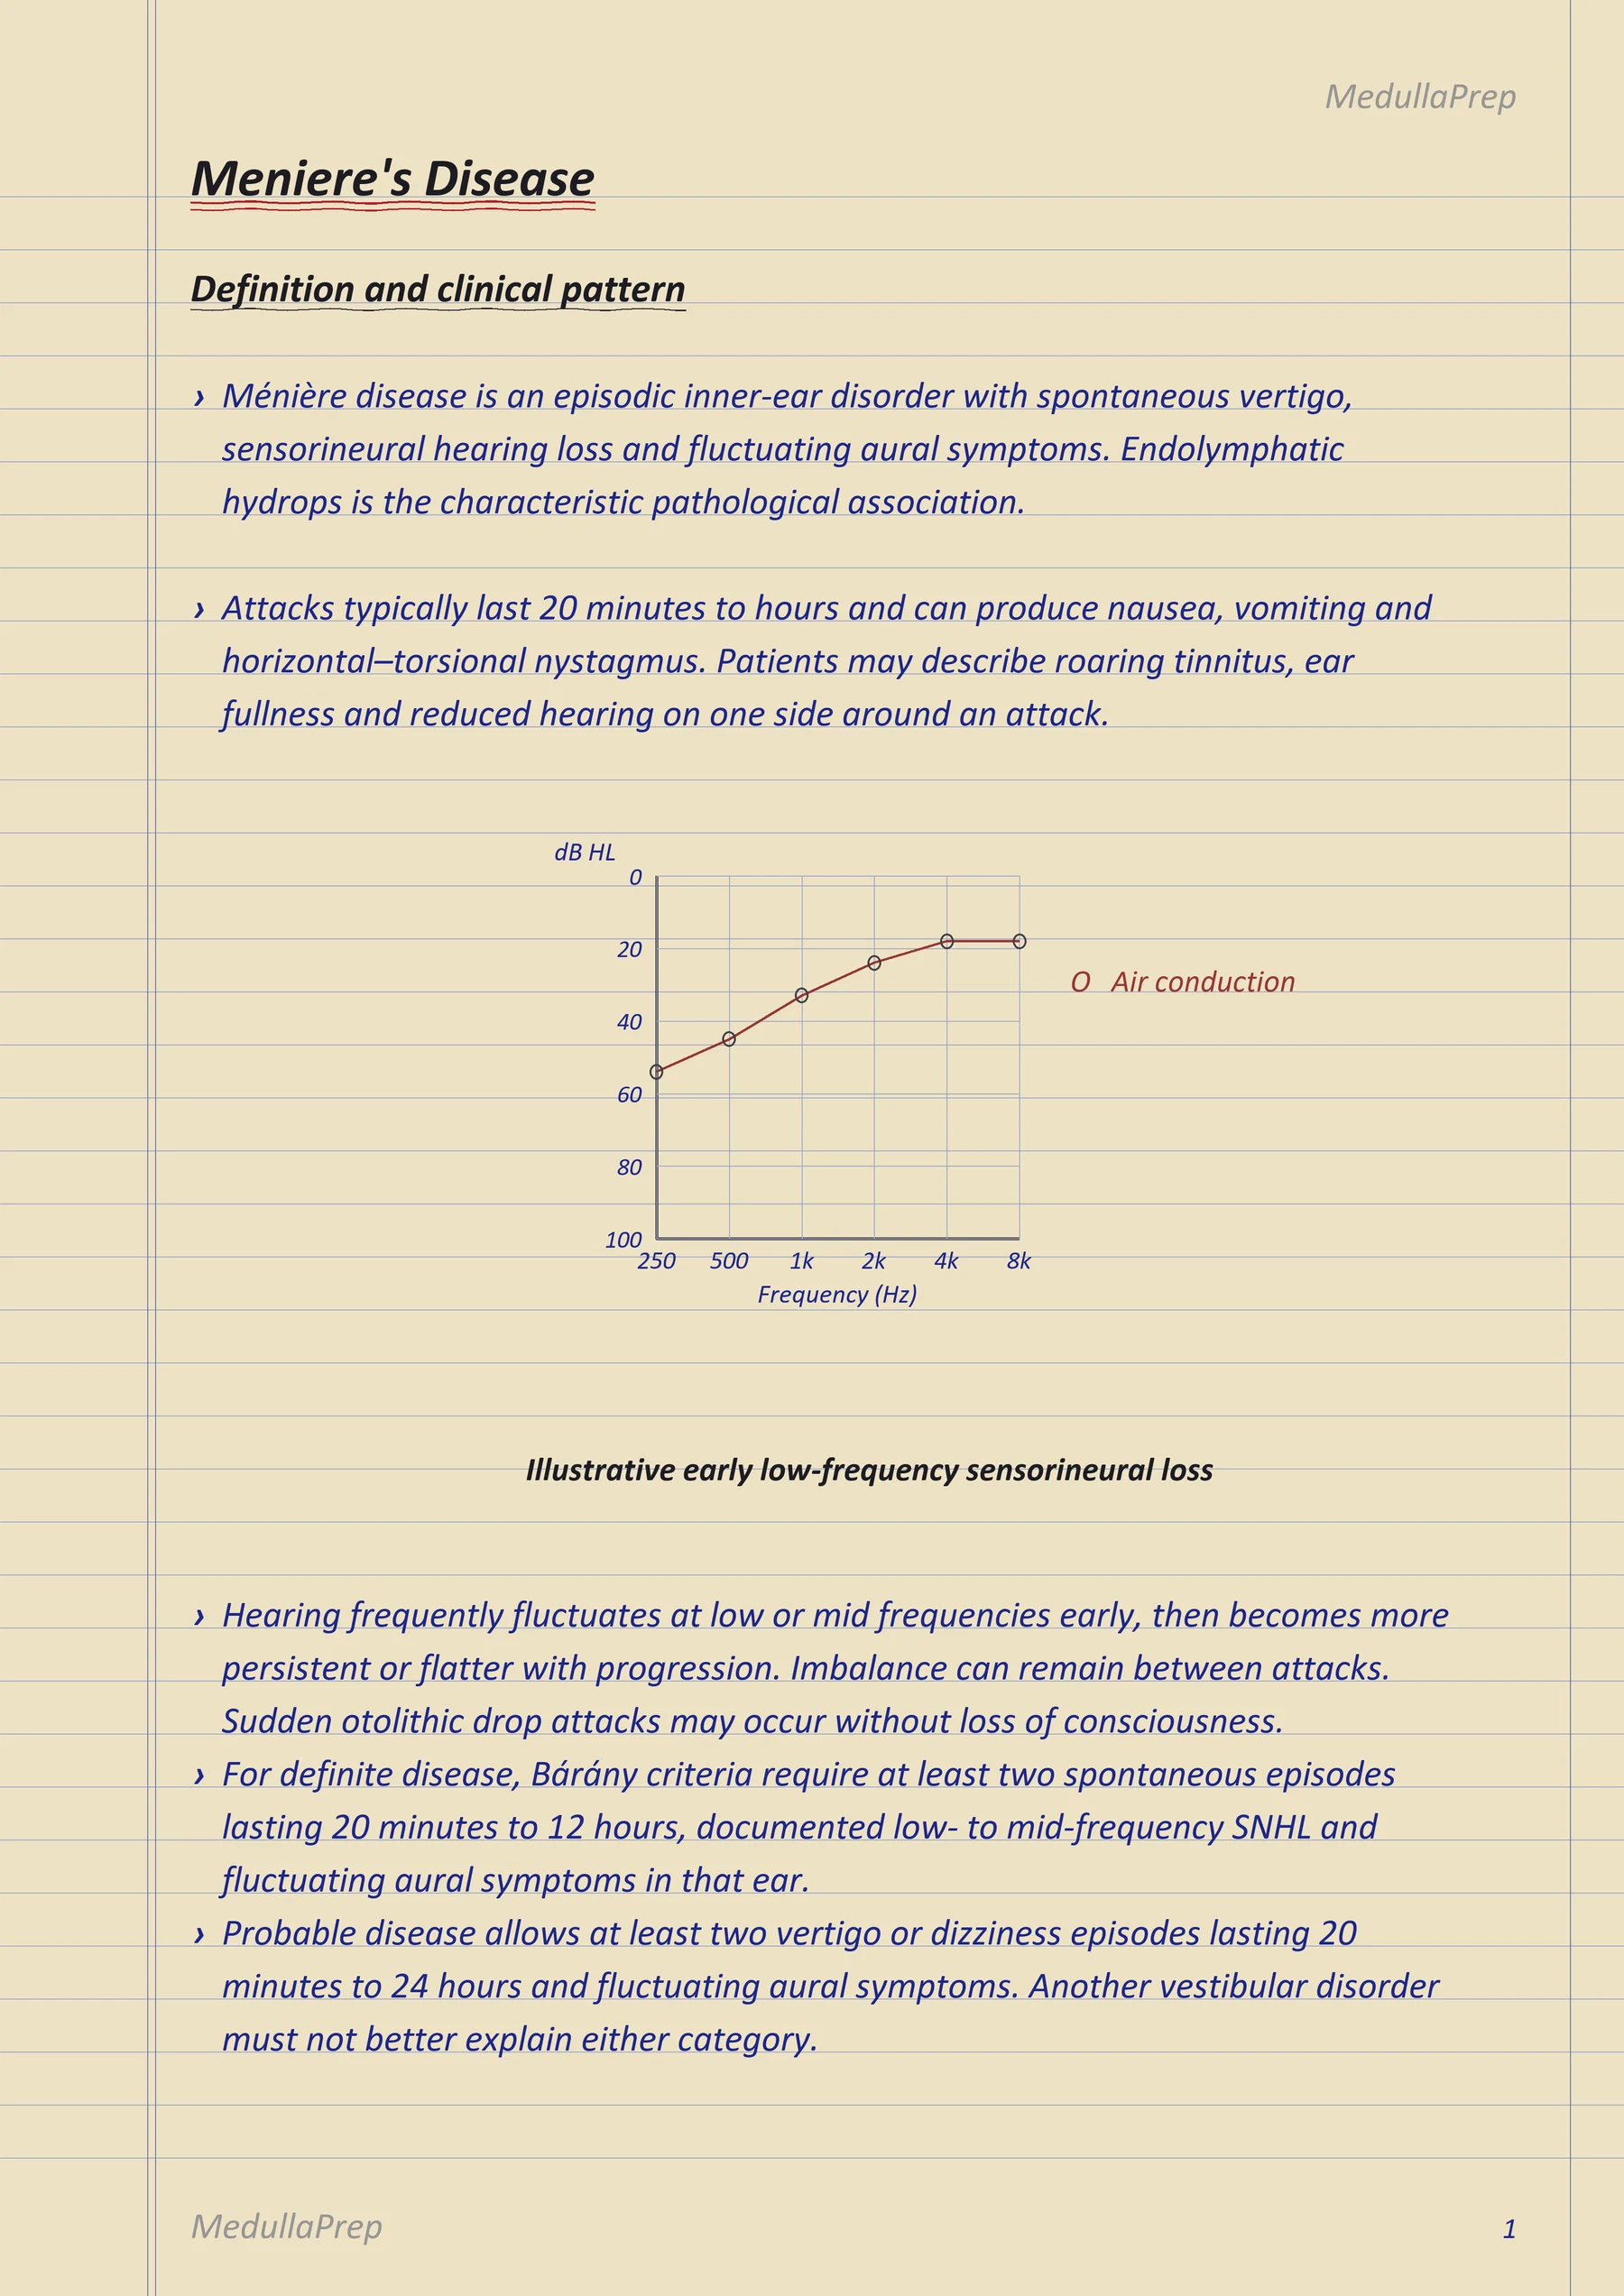 MedullaPrep
Meniere's Disease
Definition and clinical pattern
› Ménière disease is an episodic inner-ear disorder with spontaneous vertigo,
sensorineural hearing loss and fluctuating aural symptoms. Endolymphatic
hydrops is the characteristic pathological association.
› Attacks typically last 20 minutes to hours and can produce nausea, vomiting and
horizontal–torsional nystagmus. Patients may describe roaring tinnitus, ear
fullness and reduced hearing on one side around an attack.
dB HL
0
20
O Air conduction
40
60
80
100
250 500 1k 2k 4k 8k
Frequency (Hz)
Illustrative early low-frequency sensorineural loss
› Hearing frequently fluctuates at low or mid frequencies early, then becomes more
persistent or flatter with progression. Imbalance can remain between attacks.
Sudden otolithic drop attacks may occur without loss of consciousness.
› For definite disease, Bárány criteria require at least two spontaneous episodes
lasting 20 minutes to 12 hours, documented low- to mid-frequency SNHL and
fluctuating aural symptoms in that ear.
› Probable disease allows at least two vertigo or dizziness episodes lasting 20
minutes to 24 hours and fluctuating aural symptoms. Another vestibular disorder
must not better explain either category.
MedullaPrep
1